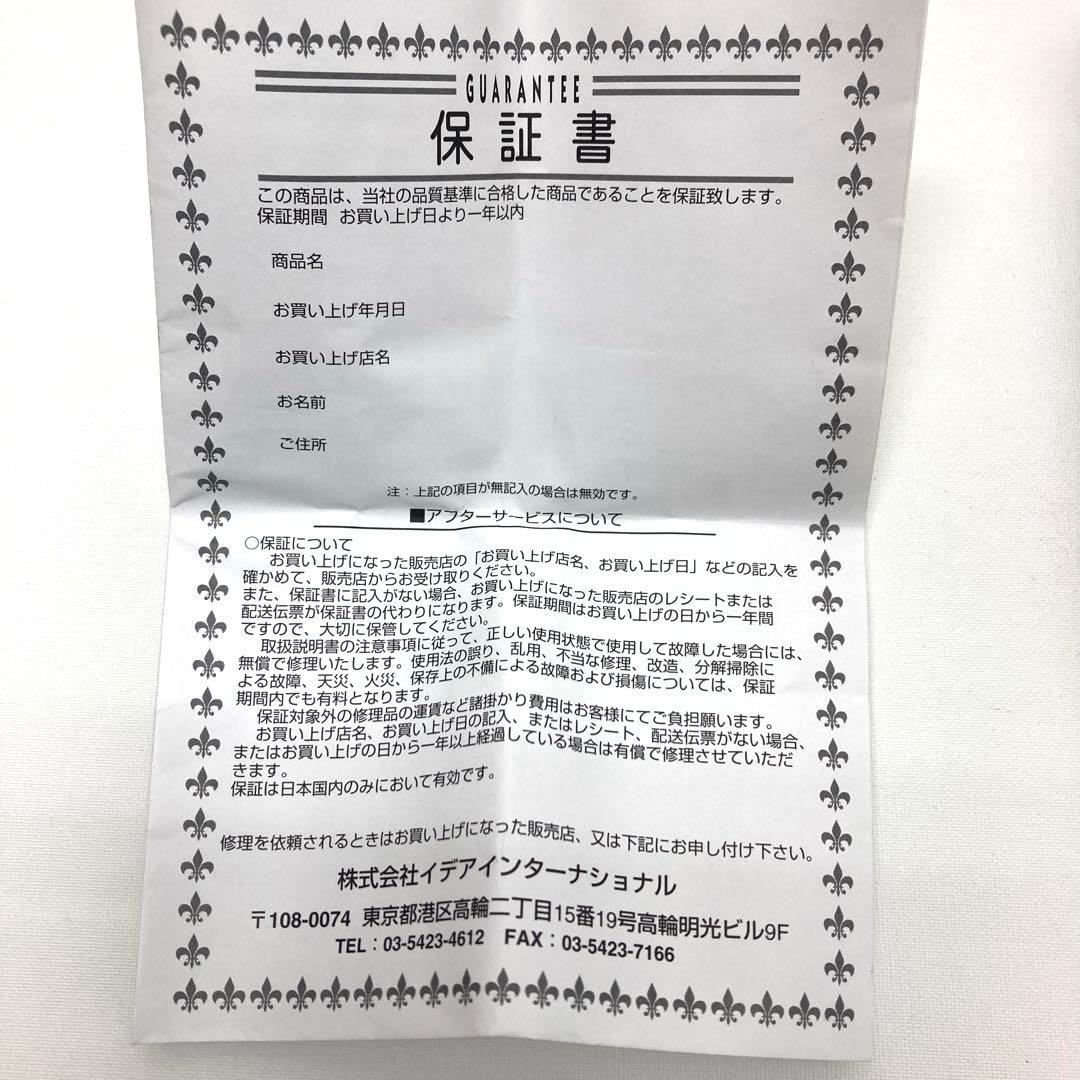 GUARANTEE
保証書
この商品は、当社の品質基準に合格した商品であることを保証致します。
保証期間 お買い上げ日より一年以内
商品名
お買い上げ年月日
お買い上げ店名
お名前
ご住所
注：上記の項目が無記入の場合は無効です。
■アフターサービスについて
○保証について
お買い上げになった販売店の「お買い上げ店名、お買い上げ日」などの記入を
確かめて、販売店からお受け取りください。
また、保証書に記入がない場合、お買い上げになった販売店のレシートまたは
配送伝票が保証書の代わりになります。保証期間はお買い上げの日から一年間
ですので、大切に保管してください。
取扱説明書の注意事項に従って、正しい使用状態で使用して故障した場合には、
無償で修理いたします。使用法の誤り、乱用、不当な修理、改造、分解掃除に
よる故障、天災、火災、保存上の不備による故障および損傷については、保証
期間内でも有料となります。
保証対象外の修理品の運賃など諸掛かり費用はお客様にてご負担願います。
お買い上げ店名、お買い上げ日の記入、またはレシート、配送伝票がない場合、
またはお買い上げの日から一年以上経過している場合は有償で修理させていただ
きます。
保証は日本国内のみにおいて有効です。
修理を依頼されるときはお買い上げになった販売店、又は下記にお申し付け下さい。
株式会社イデアインターナショナル
〒108-0074 東京都港区高輪二丁目15番19号高輪明光ビル9F
TEL：03-5423-4612 FAX：03-5423-7166